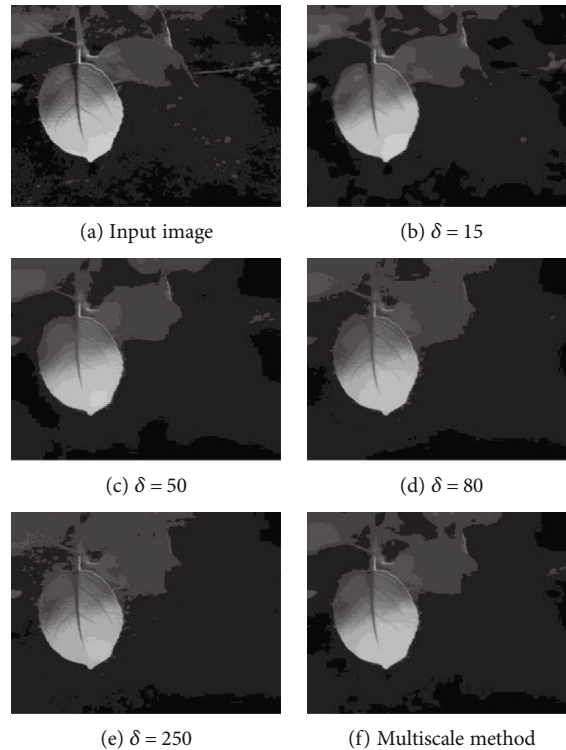 (a) Input image
(b) δ = 15
(c) δ = 50
(d) δ = 80
(e) δ = 250
(f) Multiscale method